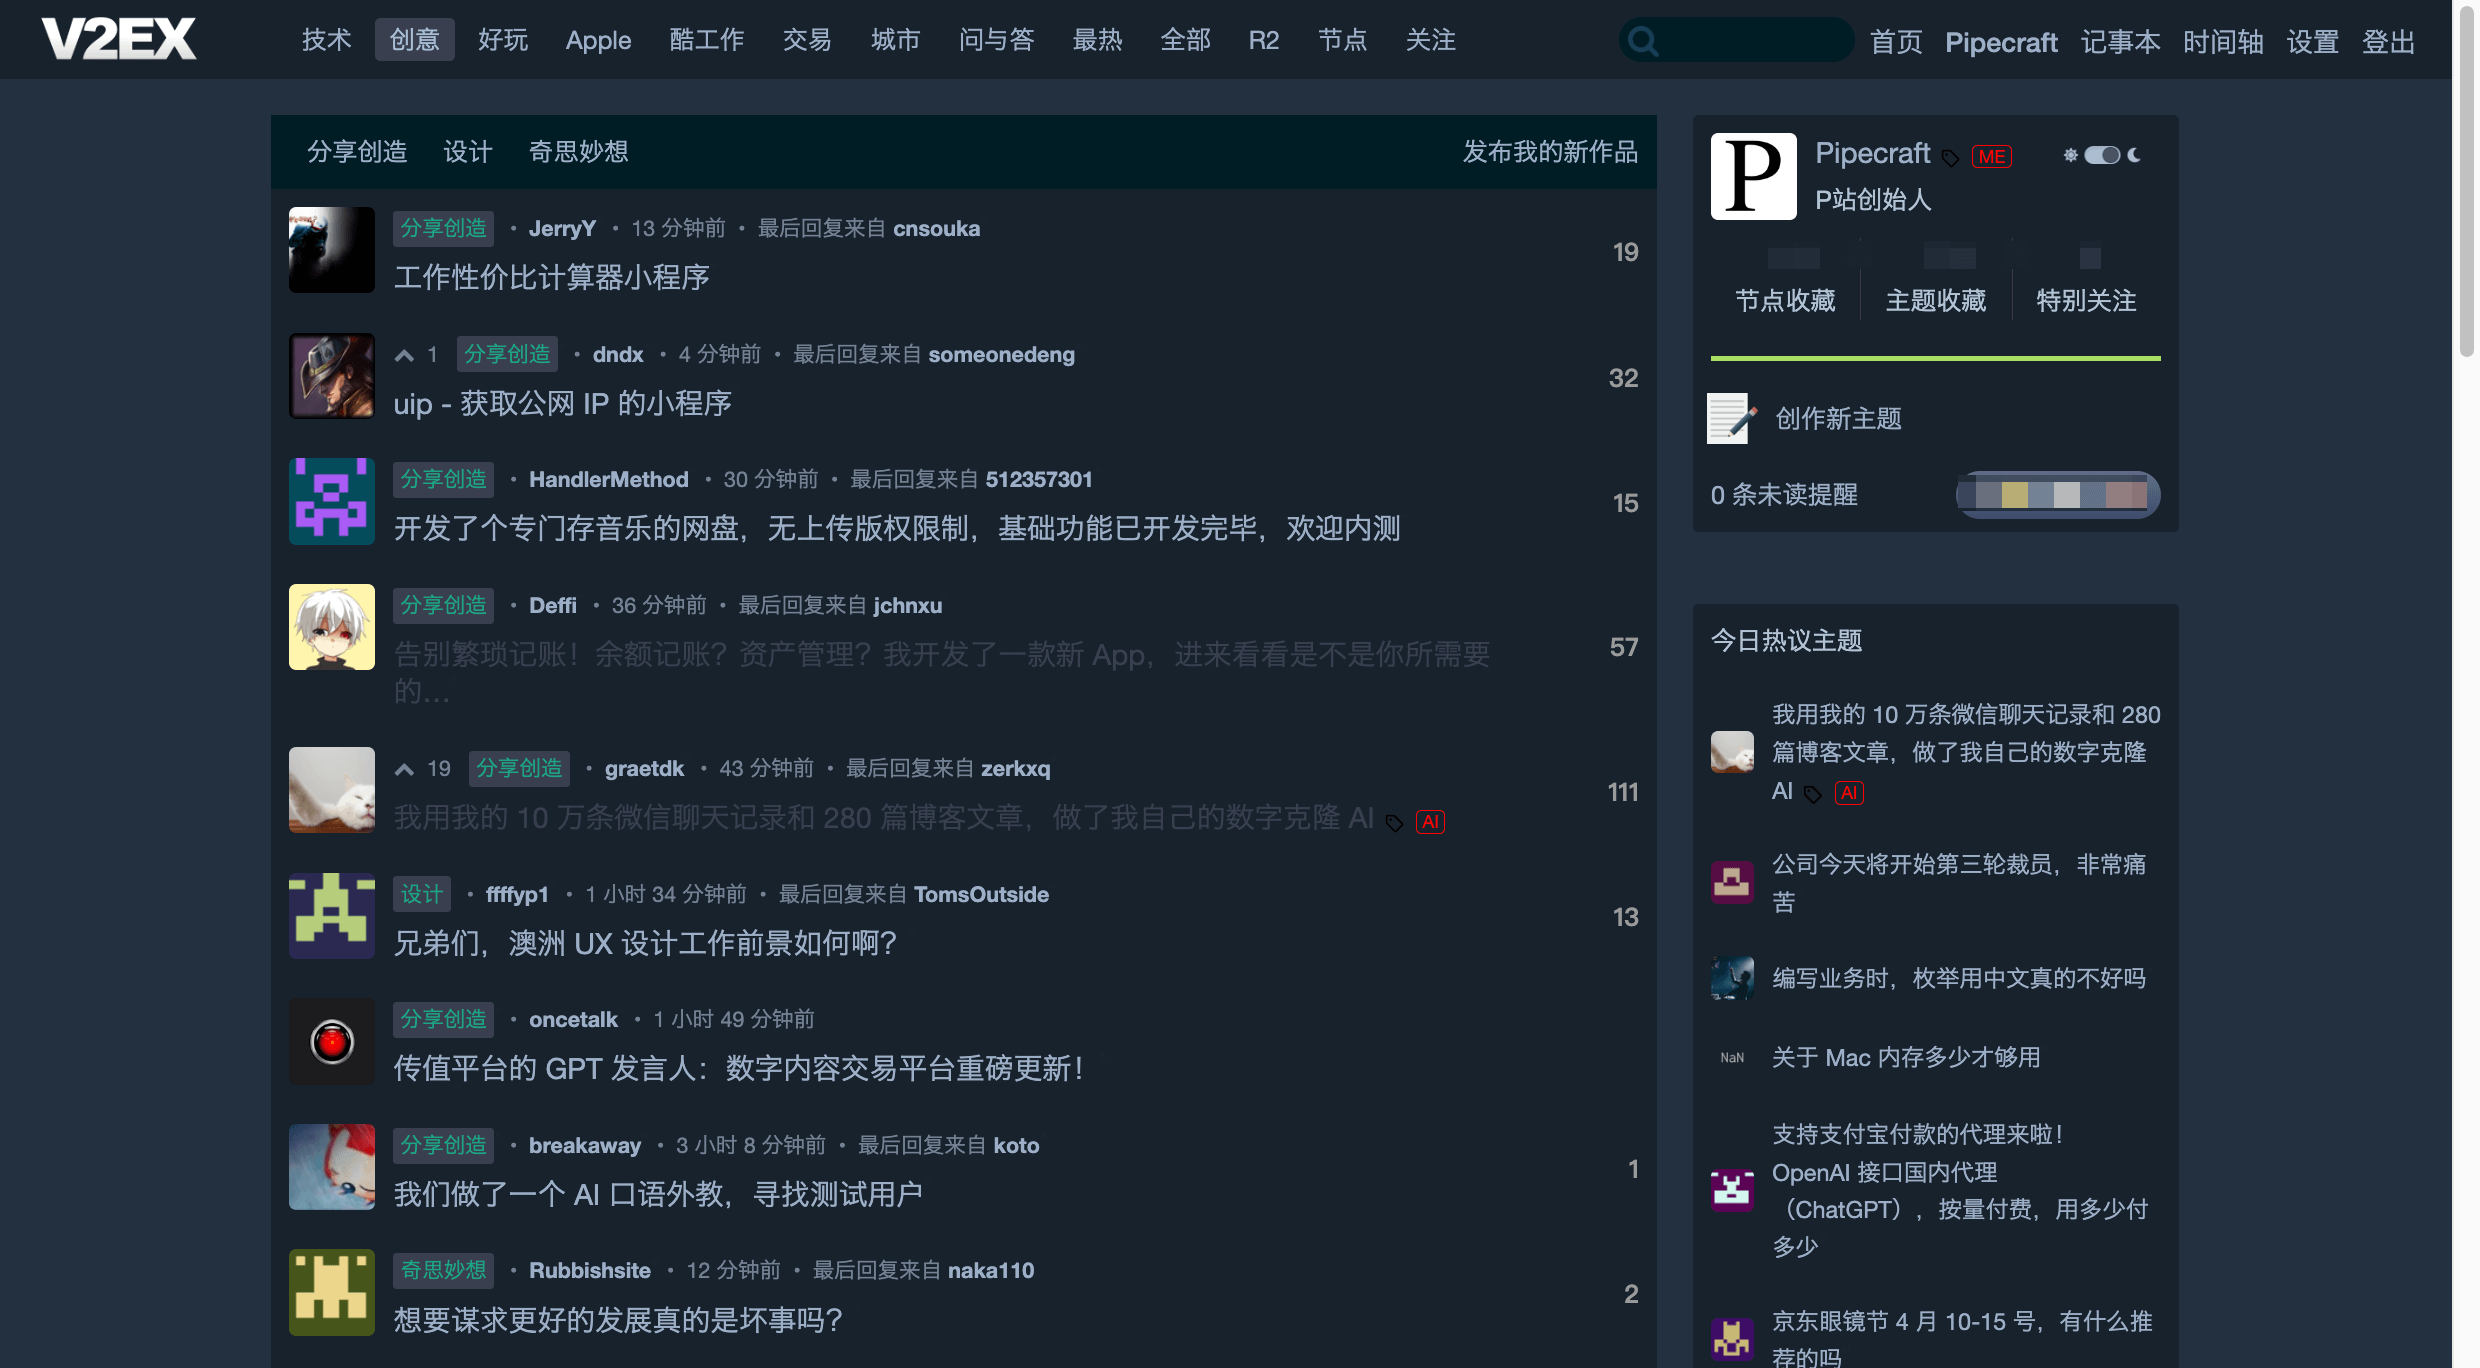 V2EX
技术 创意 好玩 Apple 酷工作 交易 城市 问与答 最热 全部 R2 节点 关注
首页 Pipecraft 记事本 时间轴 设置 登出
分享创造 设计 奇思妙想 发布我的新作品
分享创造 • JerryY • 13 分钟前 • 最后回复来自 cnsouka
工作性价比计算器小程序
19
1 分享创造 • dndx • 4 分钟前 • 最后回复来自 someonedeng
uip - 获取公网 IP 的小程序
32
分享创造 • HandlerMethod • 30 分钟前 • 最后回复来自 512357301
开发了个专门存音乐的网盘，无上传版权限制，基础功能已开发完毕，欢迎内测
15
分享创造 • Deffi • 36 分钟前 • 最后回复来自 jchnxu
告别繁琐记账！余额记账？资产管理？我开发了一款新 App，进来看看是不是你所需要
的…
57
19 分享创造 • graetdk • 43 分钟前 • 最后回复来自 zerkxq
我用我的 10 万条微信聊天记录和 280 篇博客文章，做了我自己的数字克隆 AI AI
111
设计 • ffffyp1 • 1 小时 34 分钟前 • 最后回复来自 TomsOutside
兄弟们，澳洲 UX 设计工作前景如何啊？
13
分享创造 • oncetalk • 1 小时 49 分钟前
传值平台的 GPT 发言人：数字内容交易平台重磅更新！
分享创造 • breakaway • 3 小时 8 分钟前 • 最后回复来自 koto
我们做了一个 AI 口语外教，寻找测试用户
1
奇思妙想 • Rubbishsite • 12 分钟前 • 最后回复来自 naka110
想要谋求更好的发展真的是坏事吗？
2
P
Pipecraft ME
P站创始人
节点收藏 主题收藏 特别关注
创作新主题
0 条未读提醒
今日热议主题
我用我的 10 万条微信聊天记录和 280
篇博客文章，做了我自己的数字克隆
AI AI
公司今天将开始第三轮裁员，非常痛
苦
编写业务时，枚举用中文真的不好吗
NaN
关于 Mac 内存多少才够用
支持支付宝付款的代理来啦！
OpenAI 接口国内代理
（ChatGPT），按量付费，用多少付
多少
京东眼镜节 4 月 10-15 号，有什么推
荐的吗